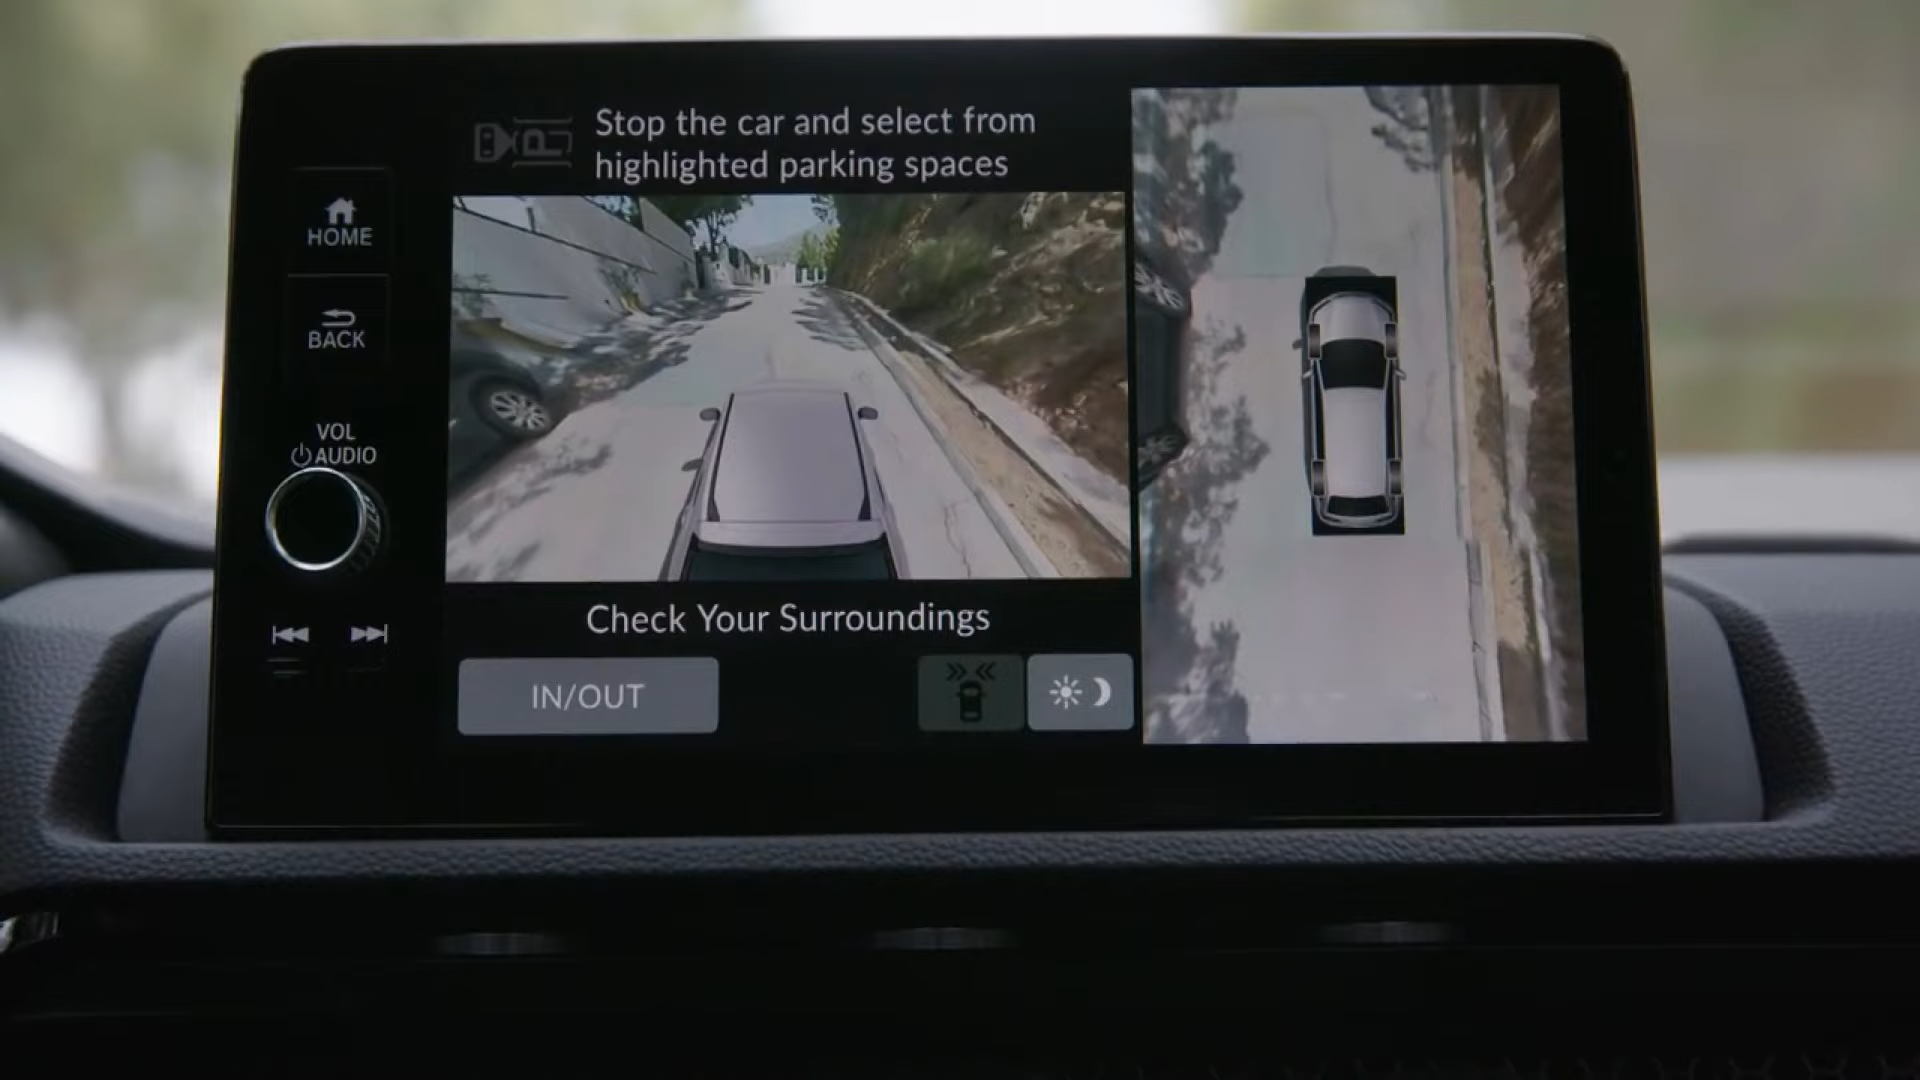 Stop the car and select from
highlighted parking spaces
P
HOME
BACK
VOL
AUDIO
Check Your Surroundings
IN/OUT